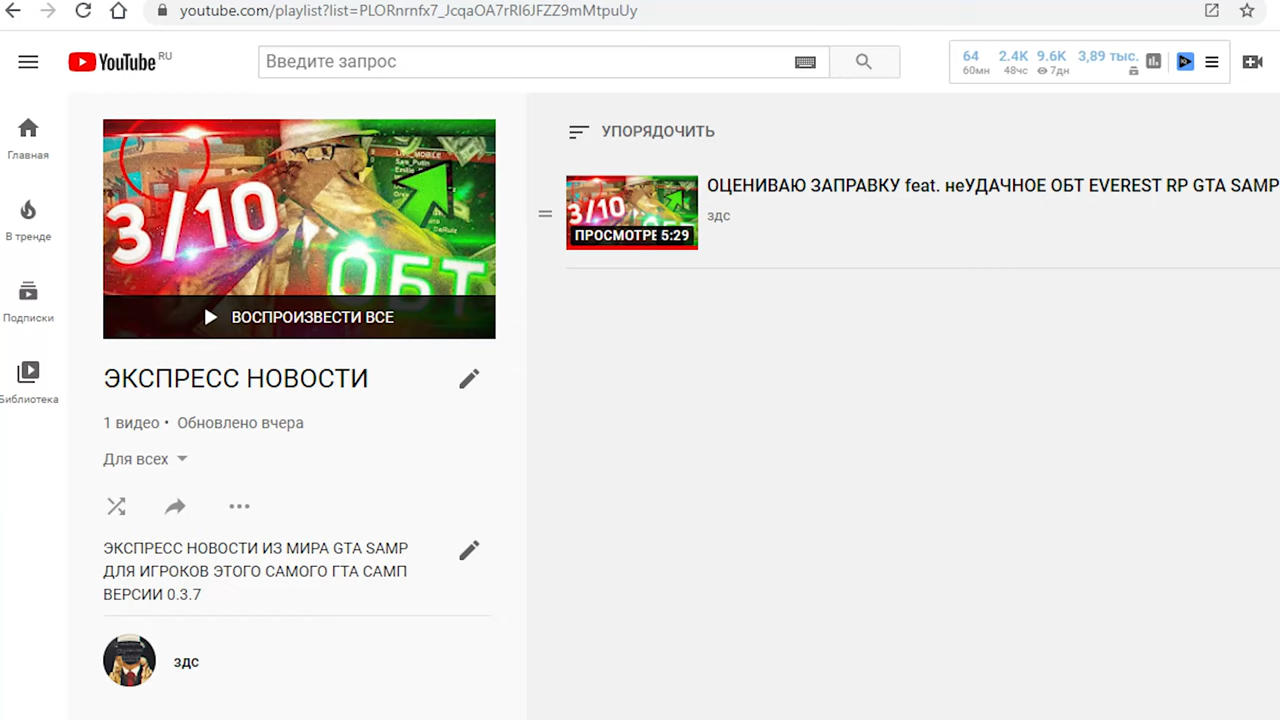 youtube.com/playlist?list=PLORnrnfx7_JcqaOA7rRI6JFZZ9mMtpuUy
YouTube RU
Введите запрос
64 2.4K 9.6K 3,89 тыс.
60мн 48чс 7дн
Главная
В тренде
Подписки
Библиотека
3/10
ОБТ
ВОСПРОИЗВЕСТИ ВСЕ
ЭКСПРЕСС НОВОСТИ
1 видео • Обновлено вчера
Для всех
ЭКСПРЕСС НОВОСТИ ИЗ МИРА GTA SAMP
ДЛЯ ИГРОКОВ ЭТОГО САМОГО ГТА САМП
ВЕРСИИ 0.3.7
здс
УПОРЯДОЧИТЬ
3/10
ПРОСМОТРЕ 5:29
ОЦЕНИВАЮ ЗАПРАВКУ feat. неУДАЧНОЕ ОБТ EVEREST RP GTA SAMP
здс